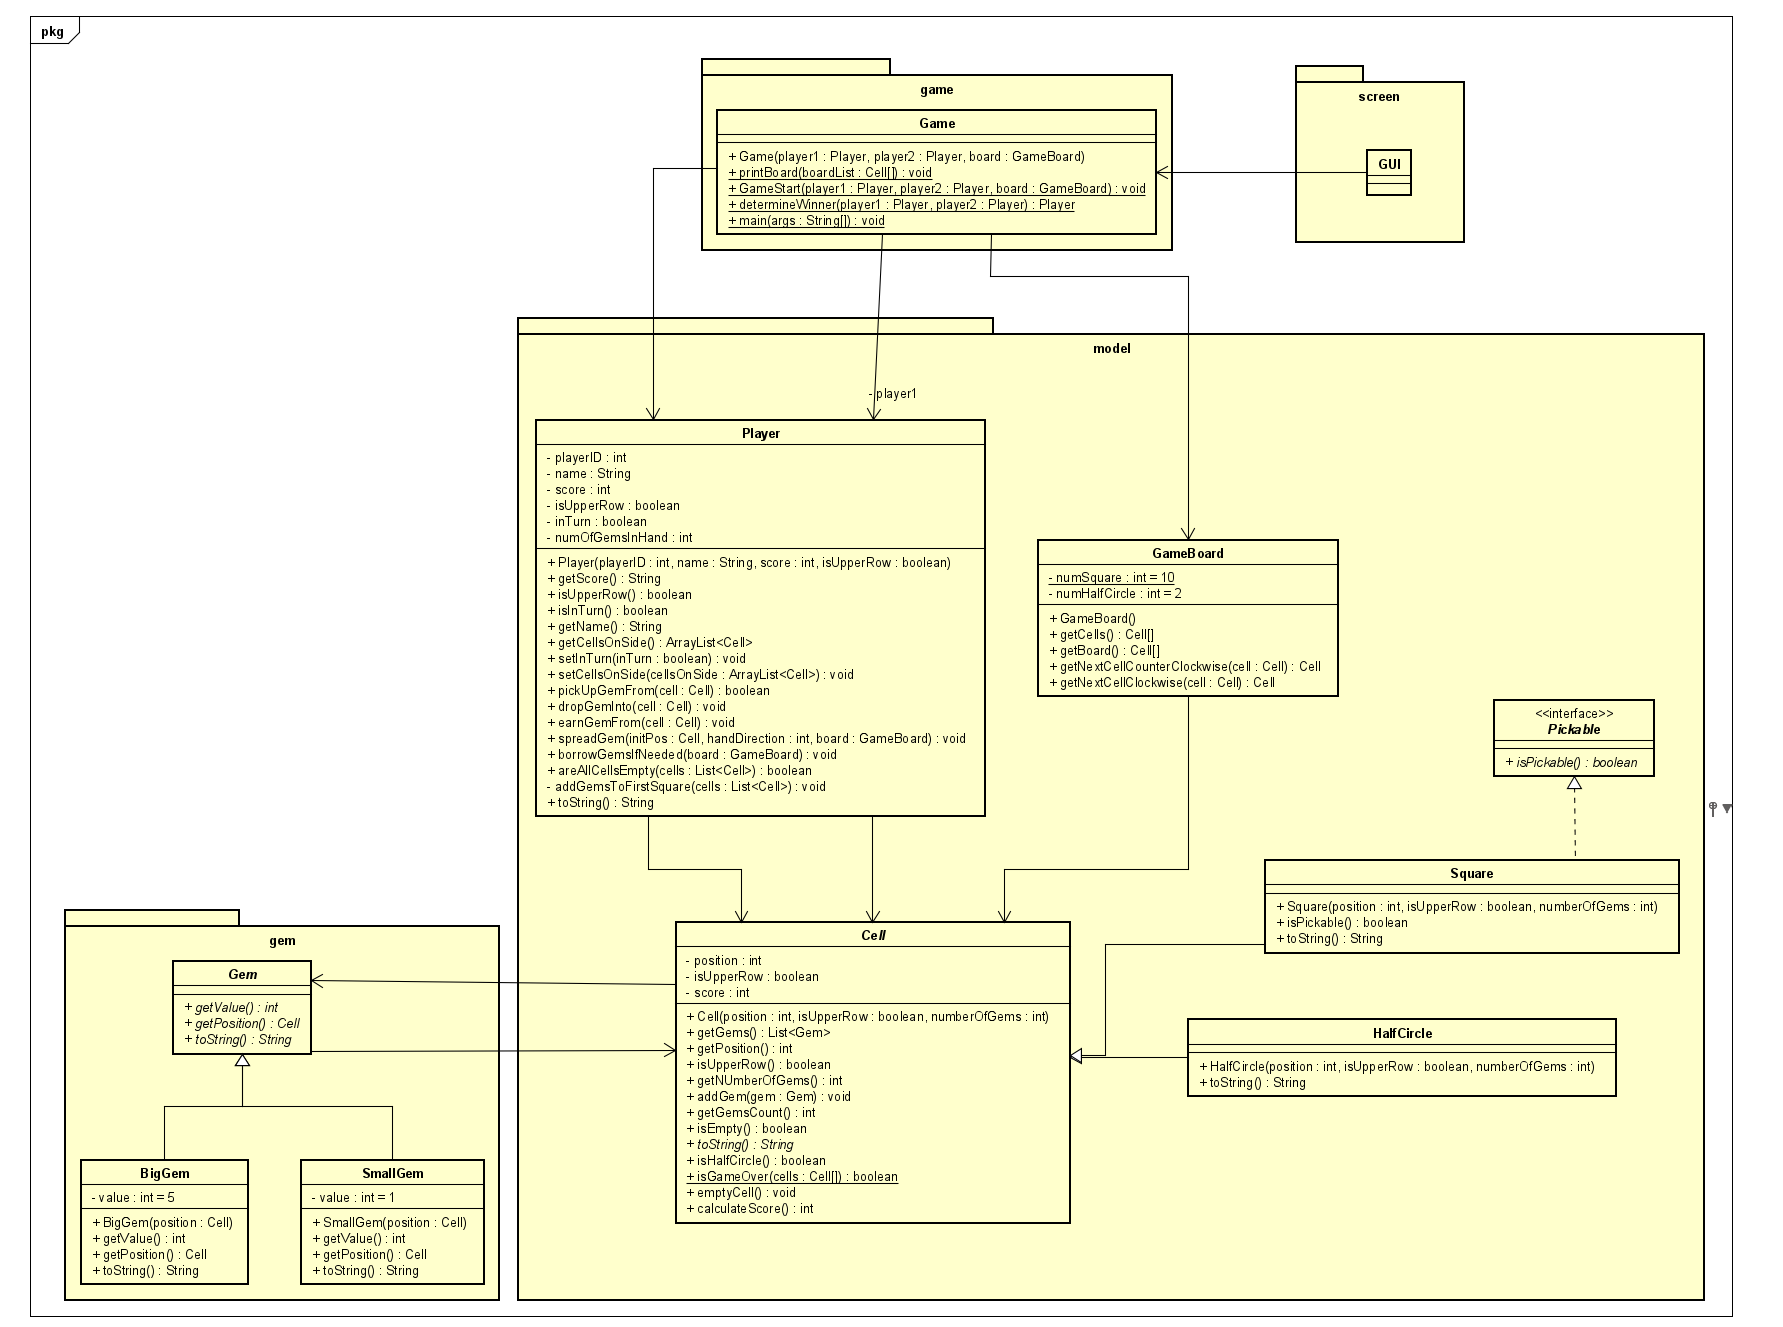 pkg
game
Game
+ Game(player1 : Player, player2 : Player, board : GameBoard)
+ printBoard(boardList : Cell[]) : void
+ GameStart(player1 : Player, player2 : Player, board : GameBoard) : void
+ determineWinner(player1 : Player, player2 : Player) : Player
+ main(args : String[]) : void
screen
GUI
model
- player1
Player
- playerID : int
- name : String
- score : int
- isUpperRow : boolean
- inTurn : boolean
- numOfGemsInHand : int
+ Player(playerID : int, name : String, score : int, isUpperRow : boolean)
+ getScore() : String
+ isUpperRow() : boolean
+ isInTurn() : boolean
+ getName() : String
+ getCellsOnSide() : ArrayList<Cell>
+ setInTurn(inTurn : boolean) : void
+ setCellsOnSide(cellsOnSide : ArrayList<Cell>) : void
+ pickUpGemFrom(cell : Cell) : boolean
+ dropGemInto(cell : Cell) : void
+ earnGemFrom(cell : Cell) : void
+ spreadGem(initPos : Cell, handDirection : int, board : GameBoard) : void
+ borrowGemsIfNeeded(board : GameBoard) : void
+ areAllCellsEmpty(cells : List<Cell>) : boolean
- addGemsToFirstSquare(cells : List<Cell>) : void
+ toString() : String
GameBoard
- numSquare : int = 10
- numHalfCircle : int = 2
+ GameBoard()
+ getCells() : Cell[]
+ getBoard() : Cell[]
+ getNextCellCounterClockwise(cell : Cell) : Cell
+ getNextCellClockwise(cell : Cell) : Cell
<<interface>>
Pickable
+ isPickable() : boolean
Square
+ Square(position : int, isUpperRow : boolean, numberOfGems : int)
+ isPickable() : boolean
+ toString() : String
HalfCircle
+ HalfCircle(position : int, isUpperRow : boolean, numberOfGems : int)
+ toString() : String
Cell
- position : int
- isUpperRow : boolean
- score : int
+ Cell(position : int, isUpperRow : boolean, numberOfGems : int)
+ getGems() : List<Gem>
+ getPosition() : int
+ isUpperRow() : boolean
+ getNUmberOfGems() : int
+ addGem(gem : Gem) : void
+ getGemsCount() : int
+ isEmpty() : boolean
+ toString() : String
+ isHalfCircle() : boolean
+ isGameOver(cells : Cell[]) : boolean
+ emptyCell() : void
+ calculateScore() : int
gem
Gem
+ getValue() : int
+ getPosition() : Cell
+ toString() : String
BigGem
- value : int = 5
+ BigGem(position : Cell)
+ getValue() : int
+ getPosition() : Cell
+ toString() : String
SmallGem
- value : int = 1
+ SmallGem(position : Cell)
+ getValue() : int
+ getPosition() : Cell
+ toString() : String